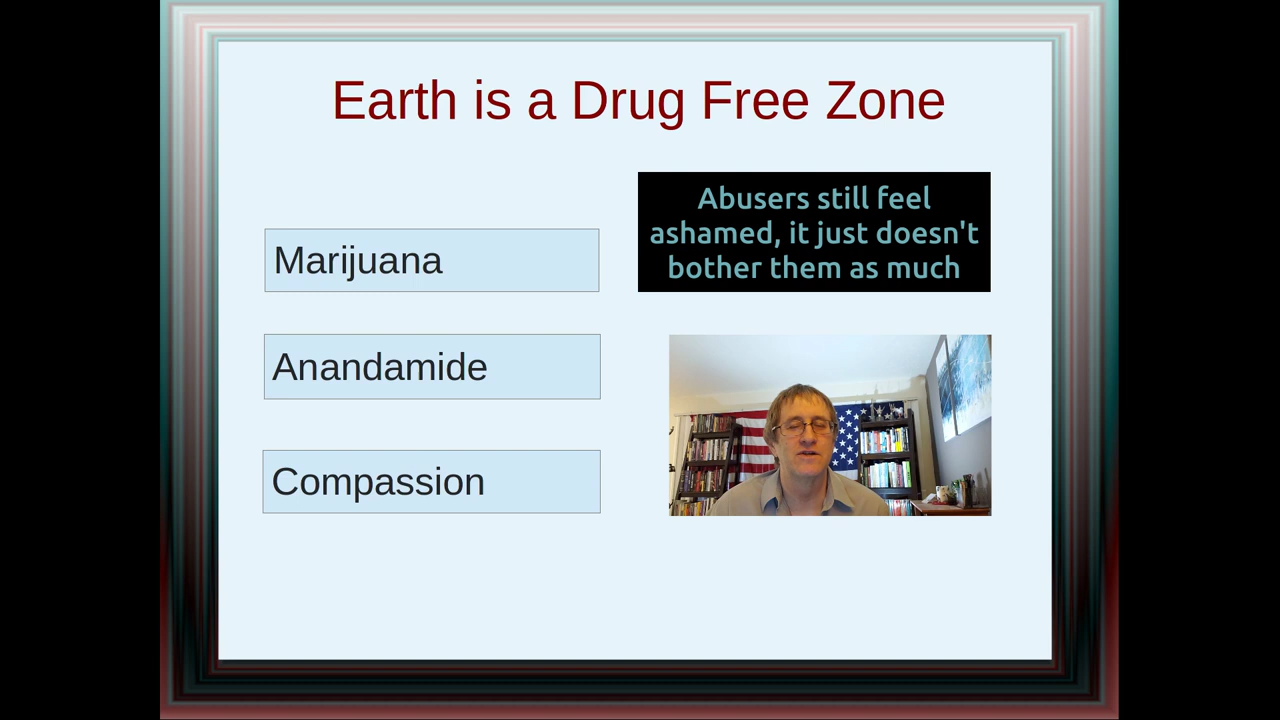 Earth is a Drug Free Zone
Abusers still feel
ashamed, it just doesn't
bother them as much
Marijuana
Anandamide
Compassion